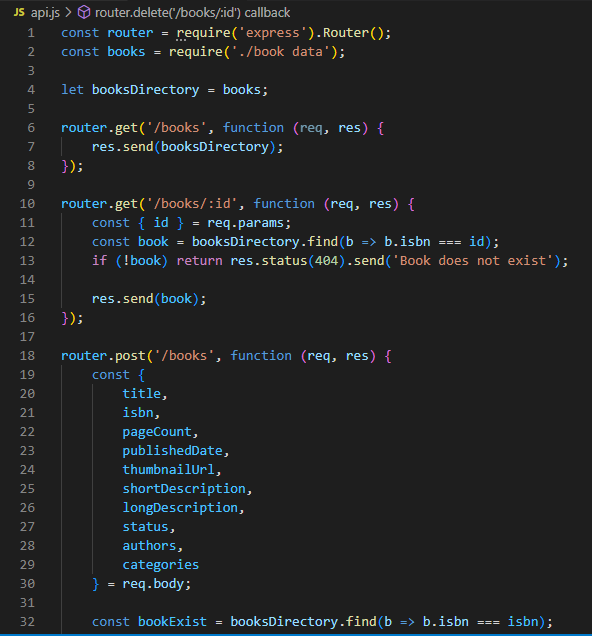 JS api.js > router.delete('/books/:id') callback
1 const router = require('express').Router();
2 const books = require('./book data');
3
4 let booksDirectory = books;
5
6 router.get('/books', function (req, res) {
7     res.send(booksDirectory);
8 });
9
10 router.get('/books/:id', function (req, res) {
11     const { id } = req.params;
12     const book = booksDirectory.find(b => b.isbn === id);
13     if (!book) return res.status(404).send('Book does not exist');
14
15     res.send(book);
16 });
17
18 router.post('/books', function (req, res) {
19     const {
20         title,
21         isbn,
22         pageCount,
23         publishedDate,
24         thumbnailUrl,
25         shortDescription,
26         longDescription,
27         status,
28         authors,
29         categories
30     } = req.body;
31
32     const bookExist = booksDirectory.find(b => b.isbn === isbn);